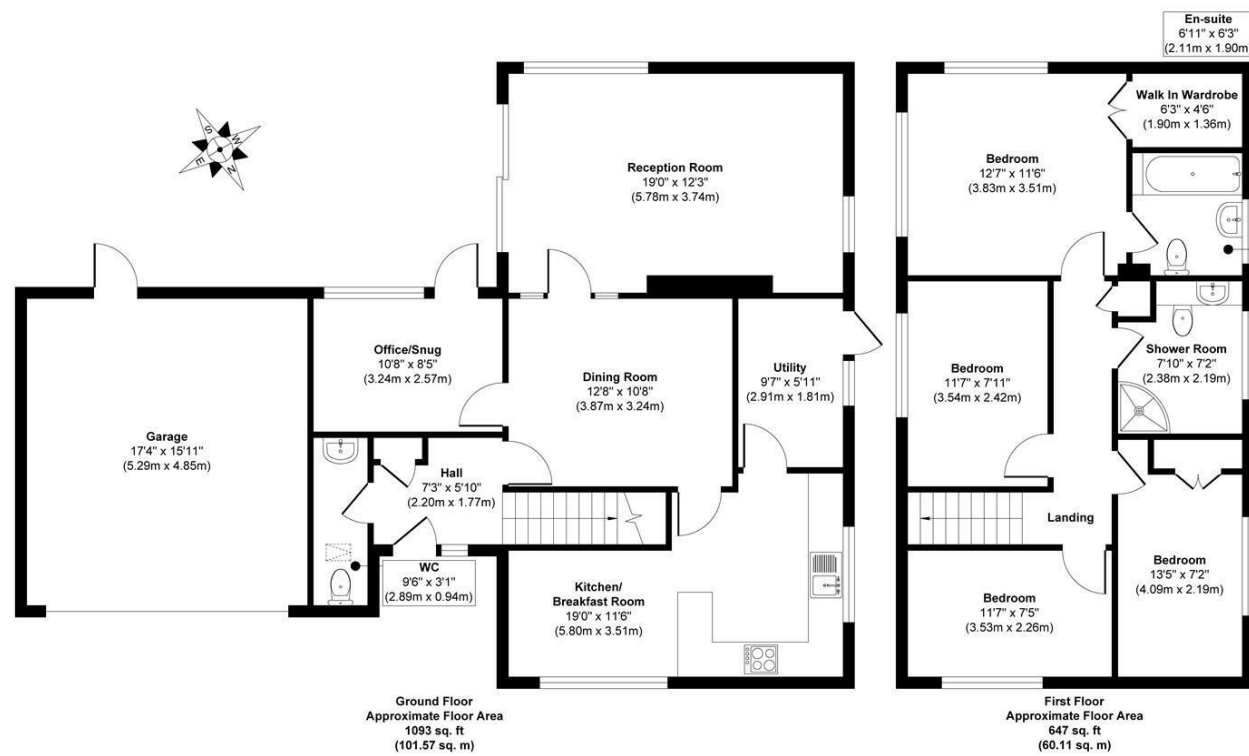 En-suite
6'11" x 6'3"
(2.11m x 1.90m
Walk In Wardrobe
6'3" x 4'6"
(1.90m x 1.36m)
Reception Room
19'0" x 12'3"
(5.78m x 3.74m)
Bedroom
12'7" x 11'6"
(3.83m x 3.51m)
S
W
E
N
Office/Snug
10'8" x 8'5"
(3.24m x 2.57m)
Dining Room
12'8" x 10'8"
(3.87m x 3.24m)
Utility
9'7" x 5'11"
(2.91m x 1.81m)
Bedroom
11'7" x 7'11"
(3.54m x 2.42m)
Shower Room
7'10" x 7'2"
(2.38m x 2.19m)
Garage
17'4" x 15'11"
(5.29m x 4.85m)
Hall
7'3" x 5'10"
(2.20m x 1.77m)
Landing
WC
9'6" x 3'1"
(2.89m x 0.94m)
Kitchen/
Breakfast Room
19'0" x 11'6"
(5.80m x 3.51m)
Bedroom
11'7" x 7'5"
(3.53m x 2.26m)
Bedroom
13'5" x 7'2"
(4.09m x 2.19m)
Ground Floor
Approximate Floor Area
1093 sq. ft
(101.57 sq. m)
First Floor
Approximate Floor Area
647 sq. ft
(60.11 sq. m)